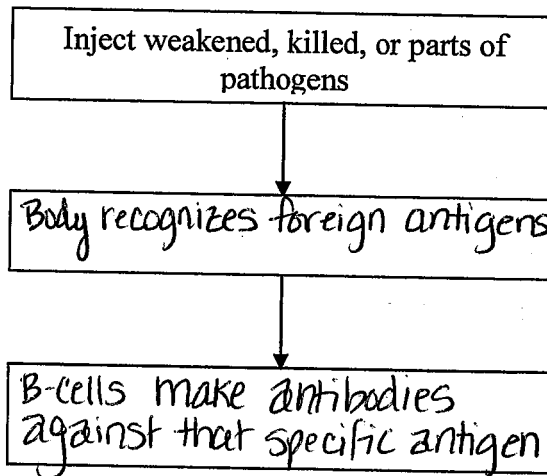 Inject weakened, killed, or parts of
pathogens
Body recognizes foreign antigens
B-cells make antibodies
against that specific antigen